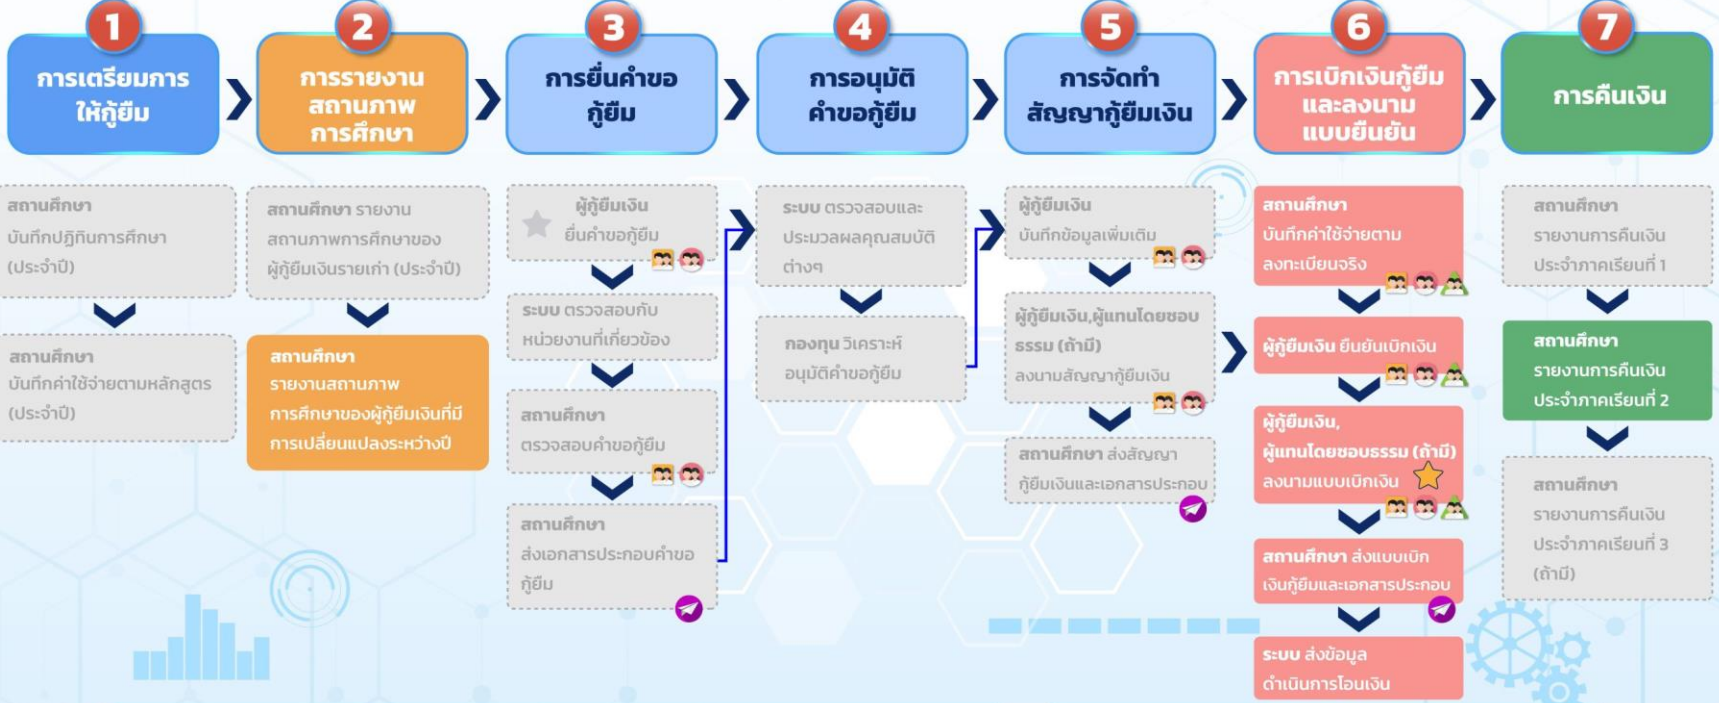 1
การเตรียมการ
ให้กู้ยืม
2
การรายงาน
สถานภาพ
การศึกษา
3
การยื่นคำขอ
กู้ยืม
4
การอนุมัติ
คำขอกู้ยืม
5
การจัดทำ
สัญญากู้ยืมเงิน
6
การเบิกเงินกู้ยืม
และลงนาม
แบบยืนยัน
7
การคืนเงิน
สถานศึกษา
บันทึกปฏิทินการศึกษา
(ประจำปี)
สถานศึกษา
บันทึกค่าใช้จ่ายตามหลักสูตร
(ประจำปี)
สถานศึกษา รายงาน
สถานภาพการศึกษาของ
ผู้กู้ยืมเงินรายเก่า (ประจำปี)
สถานศึกษา
รายงานสถานภาพ
การศึกษาของผู้กู้ยืมเงินที่มี
การเปลี่ยนแปลงระหว่างปี
ผู้กู้ยืมเงิน
ยื่นคำขอกู้ยืม
ระบบ ตรวจสอบกับ
หน่วยงานที่เกี่ยวข้อง
สถานศึกษา
ตรวจสอบคำขอกู้ยืม
สถานศึกษา
ส่งเอกสารประกอบคำขอ
กู้ยืม
ระบบ ตรวจสอบและ
ประมวลผลคุณสมบัติ
ต่างๆ
กองทุน วิเคราะห์
อนุมัติคำขอกู้ยืม
ผู้กู้ยืมเงิน
บันทึกข้อมูลเพิ่มเติม
ผู้กู้ยืมเงิน,ผู้แทนโดยชอบ
ธรรม (ถ้ามี)
ลงนามสัญญากู้ยืมเงิน
สถานศึกษา ส่งสัญญา
กู้ยืมเงินและเอกสารประกอบ
สถานศึกษา
บันทึกค่าใช้จ่ายตาม
ลงทะเบียนจริง
ผู้กู้ยืมเงิน ยืนยันเบิกเงิน
ผู้กู้ยืมเงิน,
ผู้แทนโดยชอบธรรม (ถ้ามี)
ลงนามแบบเบิกเงิน
สถานศึกษา ส่งแบบเบิก
เงินกู้ยืมและเอกสารประกอบ
ระบบ ส่งข้อมูล
ดำเนินการโอนเงิน
สถานศึกษา
รายงานการคืนเงิน
ประจำภาคเรียนที่ 1
สถานศึกษา
รายงานการคืนเงิน
ประจำภาคเรียนที่ 2
สถานศึกษา
รายงานการคืนเงิน
ประจำภาคเรียนที่ 3
(ถ้ามี)